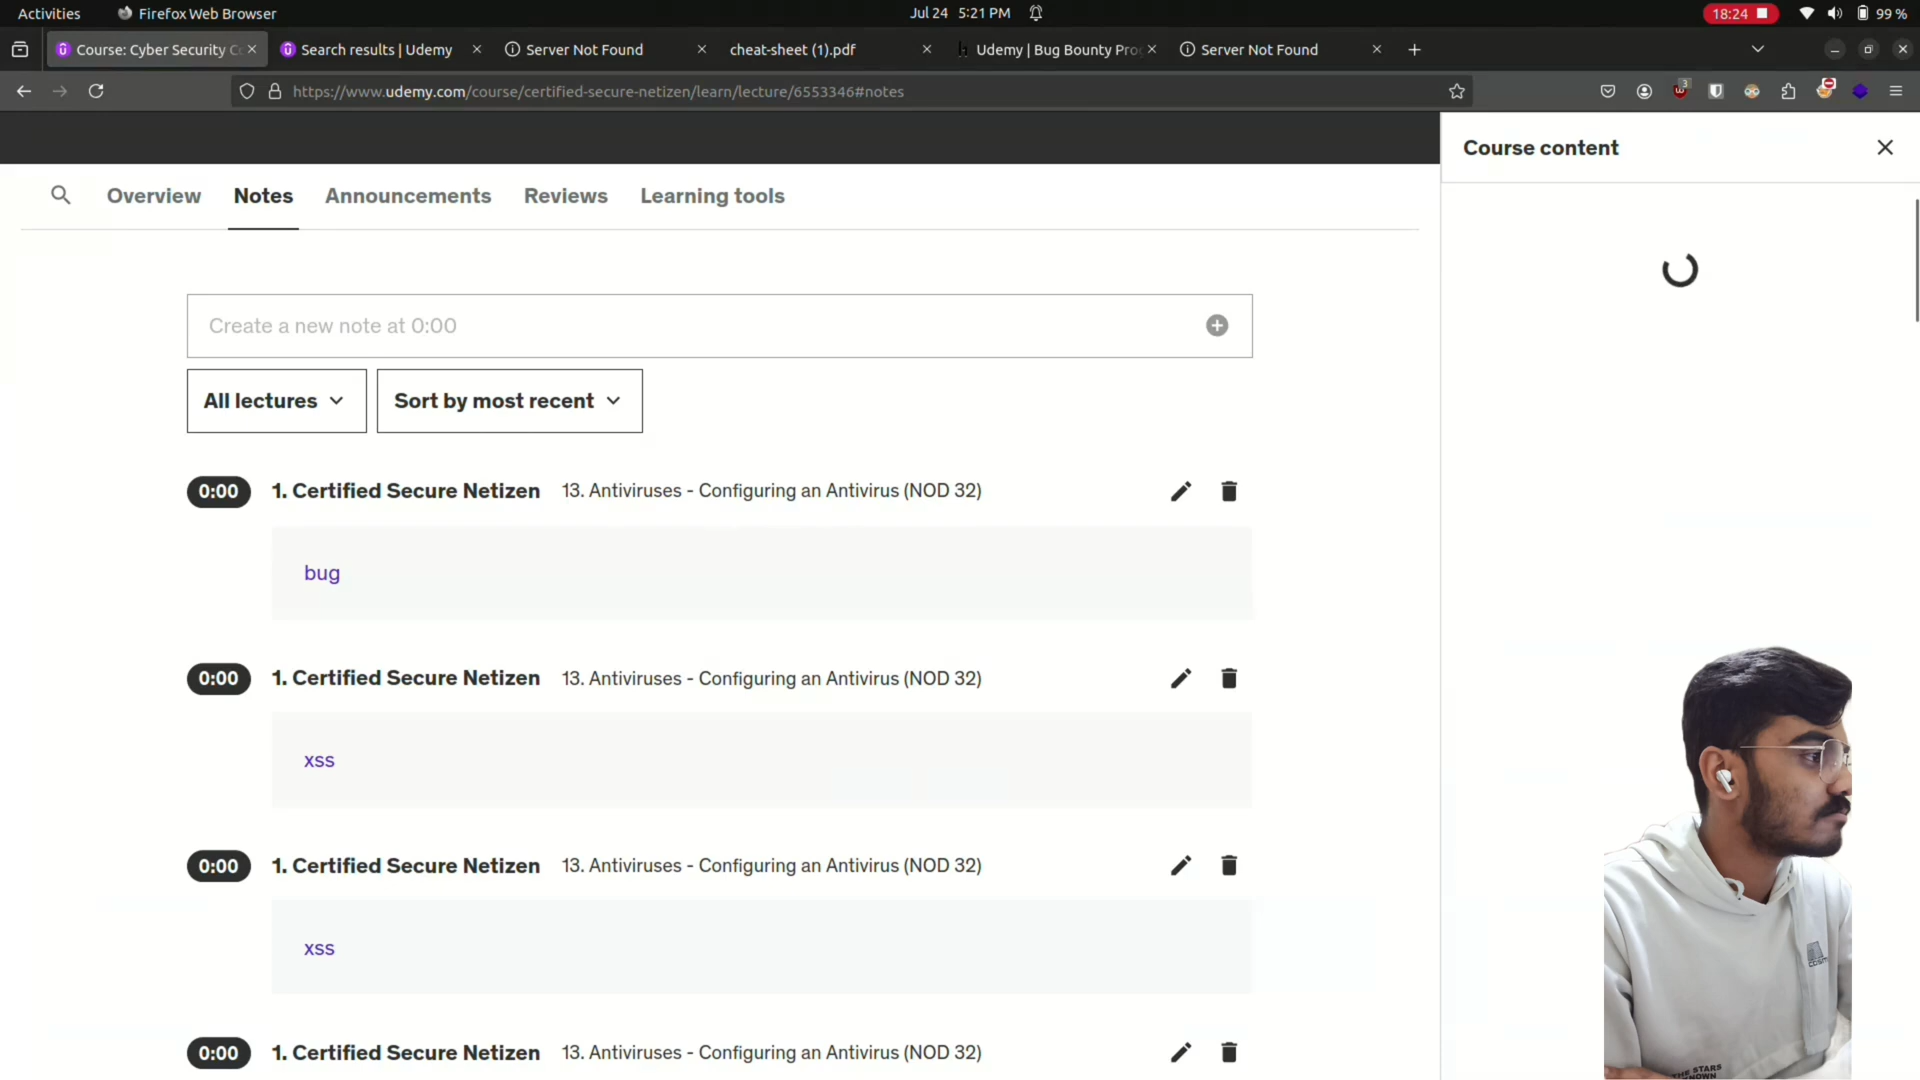 Activities
Firefox Web Browser
Jul 24 5:21 PM
18:24
99 %
Course: Cyber Security
Search results | Udemy
Server Not Found
cheat-sheet (1).pdf
Udemy | Bug Bounty Pro
Server Not Found
https://www.udemy.com/course/certified-secure-netizen/learn/lecture/6553346#notes
3
Course content
Overview
Notes
Announcements
Reviews
Learning tools
Create a new note at 0:00
All lectures
Sort by most recent
0:00 1. Certified Secure Netizen 13. Antiviruses - Configuring an Antivirus (NOD 32)
bug
0:00 1. Certified Secure Netizen 13. Antiviruses - Configuring an Antivirus (NOD 32)
xss
0:00 1. Certified Secure Netizen 13. Antiviruses - Configuring an Antivirus (NOD 32)
xss
0:00 1. Certified Secure Netizen 13. Antiviruses - Configuring an Antivirus (NOD 32)
THE STARS